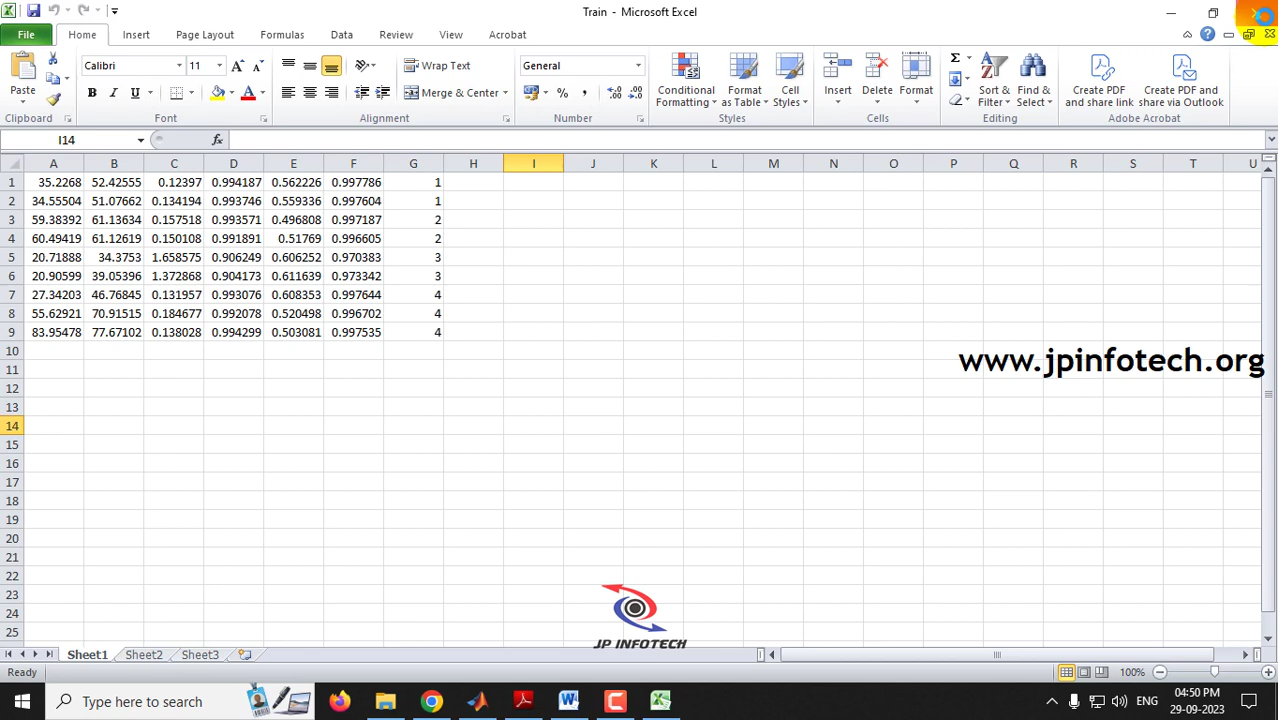 Train - Microsoft Excel
File Home Insert Page Layout Formulas Data Review View Acrobat
Paste Calibri 11 Wrap Text General Conditional Formatting Format as Table Cell Styles Insert Delete Format Sort & Filter Find & Select Create PDF and share link Create PDF and share via Outlook
B I U Merge & Center % ,
Clipboard Font Alignment Number Styles Cells Editing Adobe Acrobat
I14 fx
A B C D E F G H I J K L M N O P Q R S T U
1 35.2268 52.42555 0.12397 0.994187 0.562226 0.997786 1
2 34.55504 51.07662 0.134194 0.993746 0.559336 0.997604 1
3 59.38392 61.13634 0.157518 0.993571 0.496808 0.997187 2
4 60.49419 61.12619 0.150108 0.991891 0.51769 0.996605 2
5 20.71888 34.3753 1.658575 0.906249 0.606252 0.970383 3
6 20.90599 39.05396 1.372868 0.904173 0.611639 0.973342 3
7 27.34203 46.76845 0.131957 0.993076 0.608353 0.997644 4
8 55.62921 70.91515 0.184677 0.992078 0.520498 0.996702 4
9 83.95478 77.67102 0.138028 0.994299 0.503081 0.997535 4
10
www.jpinfotech.org
11
12
13
14
15
16
17
18
19
20
21
22
23
24
25
JP INFOTECH
Sheet1 Sheet2 Sheet3
Ready 100%
Type here to search ENG 04:50 PM
29-09-2023